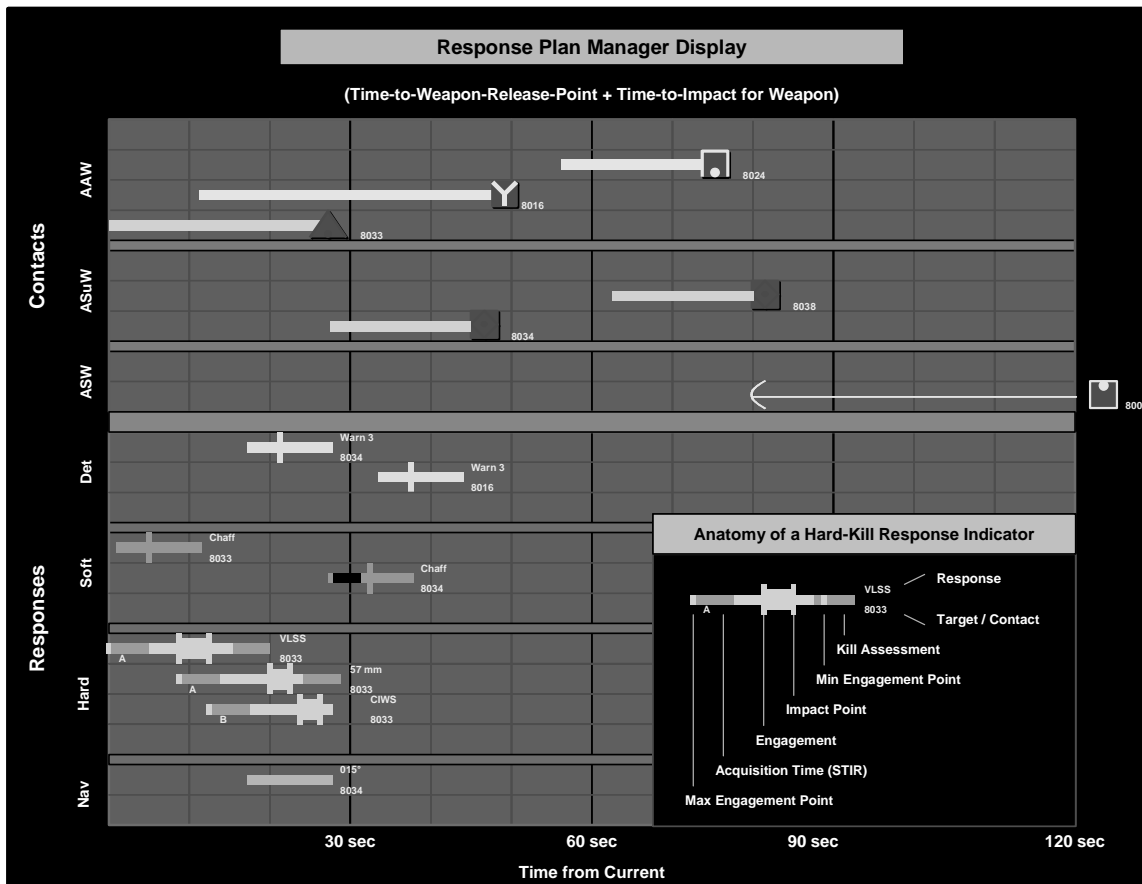 Response Plan Manager Display
(Time-to-Weapon-Release-Point + Time-to-Impact for Weapon)
Contacts
AAW
8024
8016
8033
ASuW
8038
8034
ASW
800
Responses
Det
Warn 3
8034
Warn 3
8016
Soft
Chaff
8033
Chaff
8034
Hard
VLSS
A
8033
57 mm
A
8033
CIWS
B
8033
Nav
015°
8034
Anatomy of a Hard-Kill Response Indicator
VLSS
Response
A
8033
Target / Contact
Kill Assessment
Min Engagement Point
Impact Point
Engagement
Acquisition Time (STIR)
Max Engagement Point
30 sec
60 sec
90 sec
120 sec
Time from Current